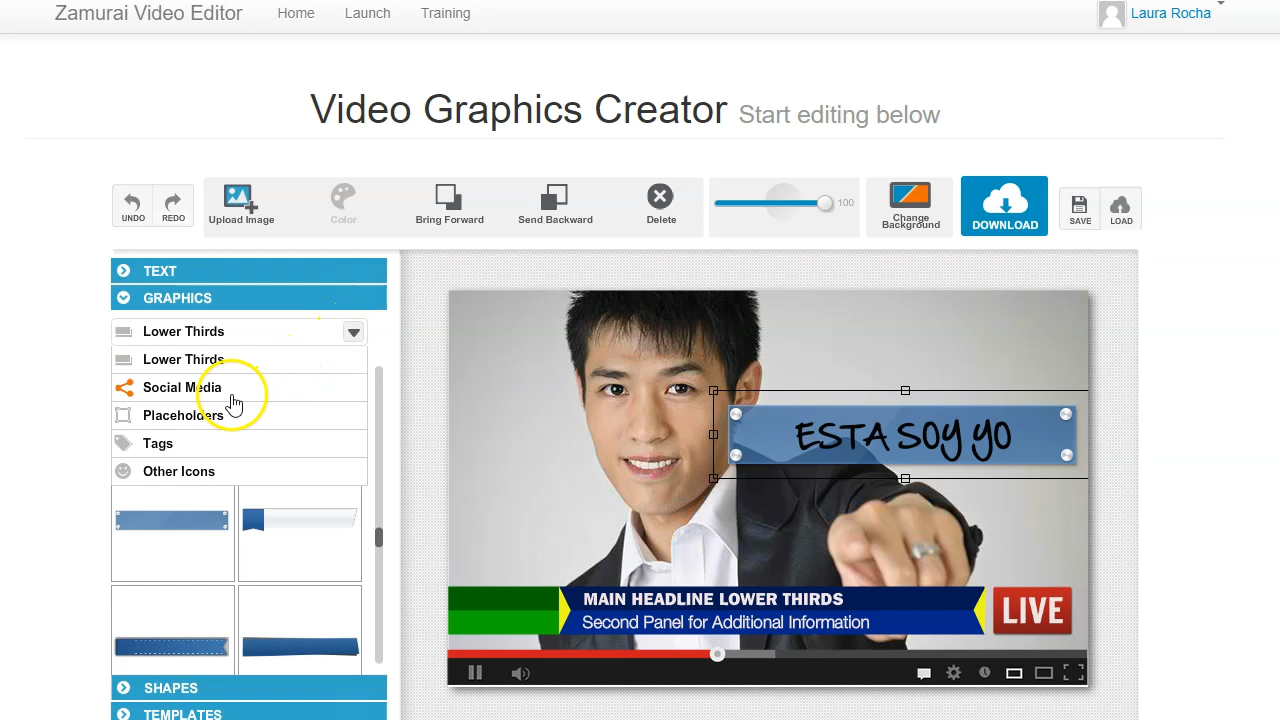 Zamurai Video Editor Home Launch Training Laura Rocha
Video Graphics Creator Start editing below
UNDO REDO Upload Image Color Bring Forward Send Backward Delete 100 Change Background DOWNLOAD SAVE LOAD
TEXT
GRAPHICS
Lower Thirds
Lower Thirds
Social Media
Placeholders
Tags
Other Icons
SHAPES
TEMPLATES
ESTA SOY YO
MAIN HEADLINE LOWER THIRDS
Second Panel for Additional Information
LIVE